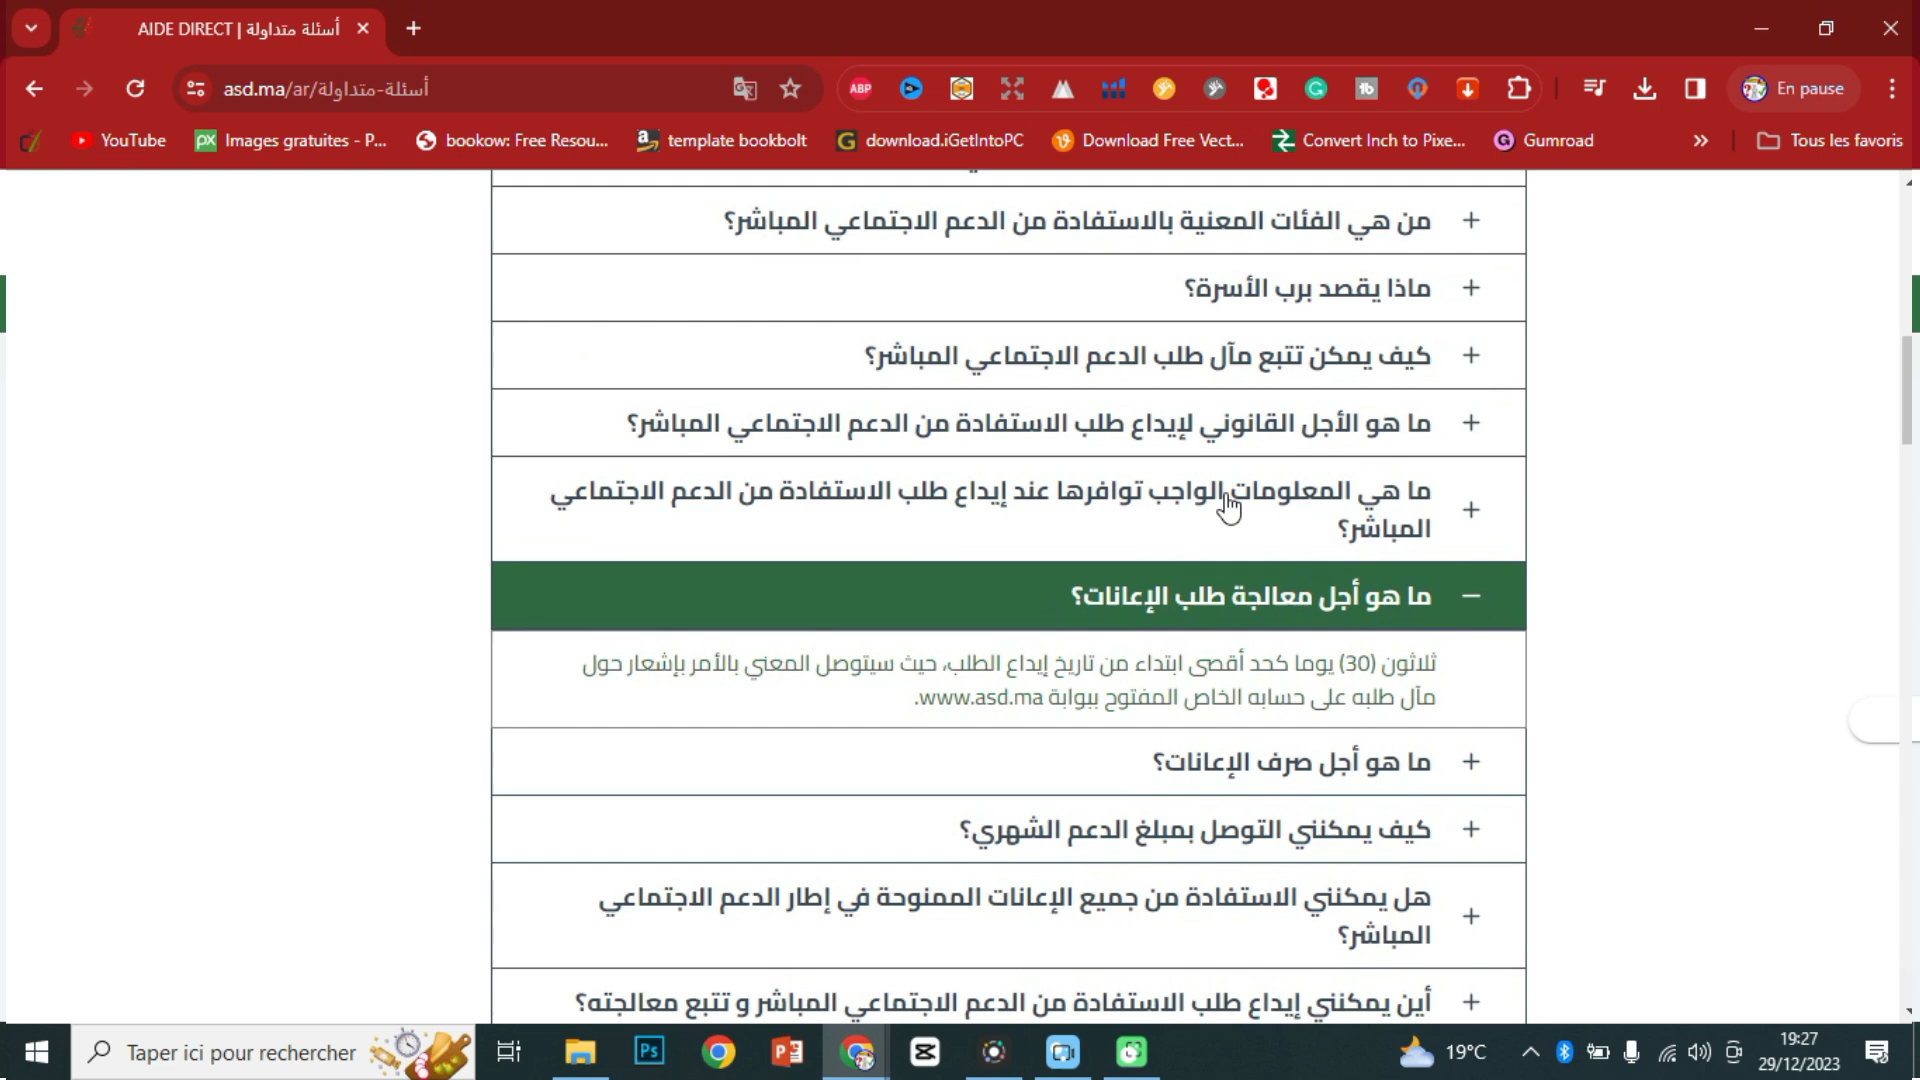 أسئلة متداولة | AIDE DIRECT
asd.ma/ar/أسئلة-متداولة
ABP
En pause
YouTube
px Images gratuites - P...
bookow: Free Resou...
template bookbolt
download.iGetIntoPC
Download Free Vect...
Convert Inch to Pixe...
Gumroad
Tous les favoris
من هي الفئات المعنية بالاستفادة من الدعم الاجتماعي المباشر؟
ماذا يقصد برب الأسرة؟
كيف يمكن تتبع مآل طلب الدعم الاجتماعي المباشر؟
ما هو الأجل القانوني لإيداع طلب الاستفادة من الدعم الاجتماعي المباشر؟
ما هي المعلومات الواجب توافرها عند إيداع طلب الاستفادة من الدعم الاجتماعي
المباشر؟
ما هو أجل معالجة طلب الإعانات؟
ثلاثون (30) يوما كحد أقصى ابتداء من تاريخ إيداع الطلب، حيث سيتوصل المعني بالأمر بإشعار حول
مآل طلبه على حسابه الخاص المفتوح ببوابة www.asd.ma.
ما هو أجل صرف الإعانات؟
كيف يمكنني التوصل بمبلغ الدعم الشهري؟
هل يمكنني الاستفادة من جميع الإعانات الممنوحة في إطار الدعم الاجتماعي
المباشر؟
أين يمكنني إيداع طلب الاستفادة من الدعم الاجتماعي المباشر و تتبع معالجته؟
Taper ici pour rechercher
Ps
19°C
19:27
29/12/2023